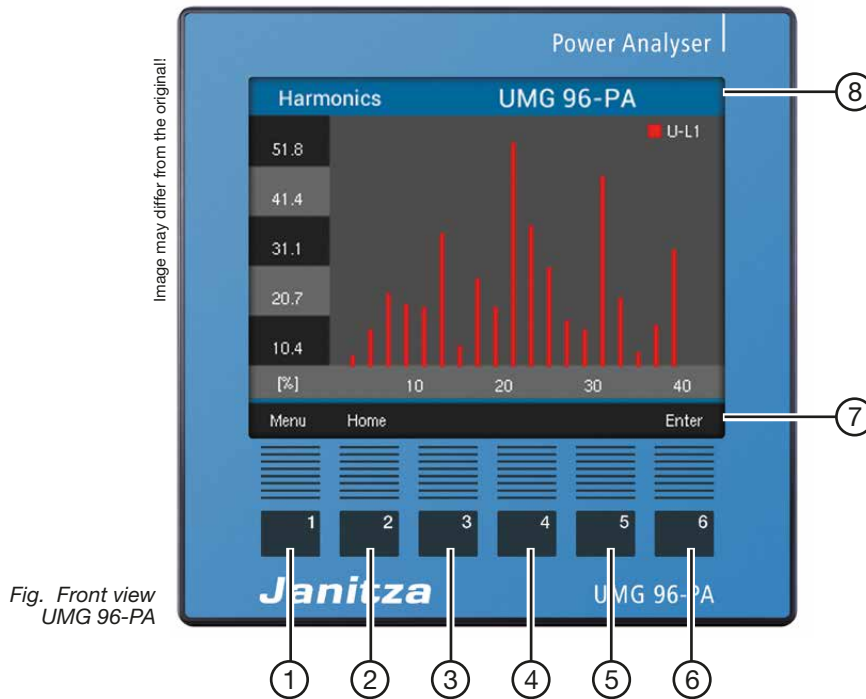 Power Analyser
Image may differ from the original!
Harmonics UMG 96-PA
8
U-L1
51.8
41.4
31.1
20.7
10.4
[%] 10 20 30 40
Menu Home Enter
7
1 2 3 4 5 6
Janitza UMG 96-PA
Fig. Front view
UMG 96-PA
1 2 3 4 5 6